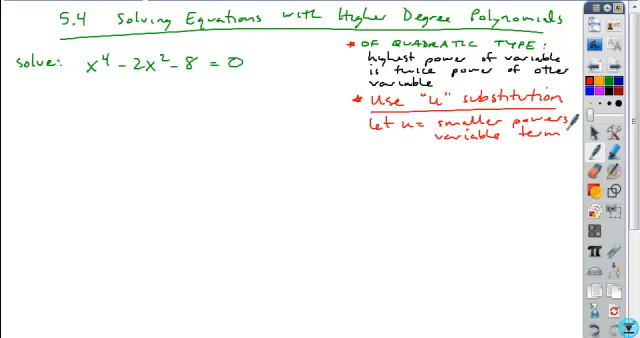 5.4 Solving Equations with Higher Degree Polynomials
solve: x⁴ - 2x² - 8 = 0
* OF QUADRATIC TYPE:
highest power of variable
is twice power of other
variable
* Use "u" substitution
let u = smaller powers
variable term